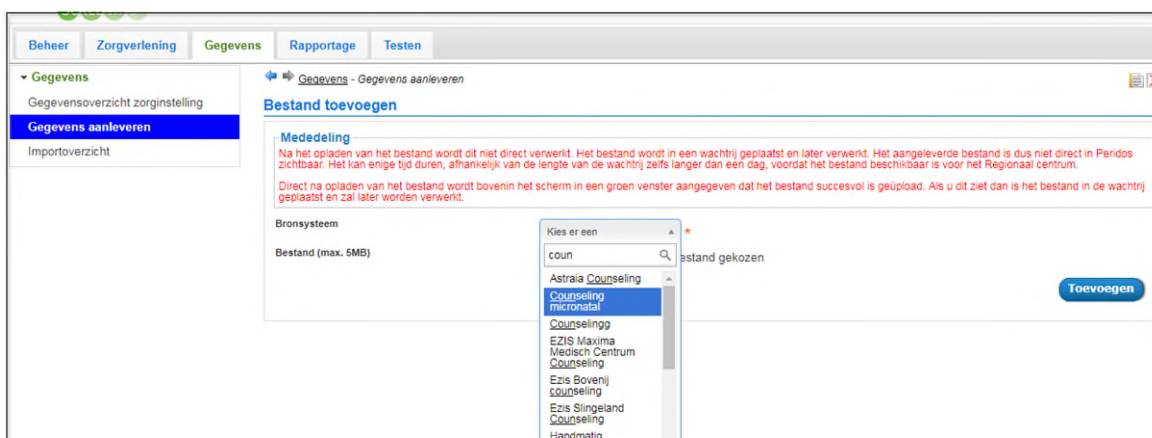 Beheer Zorgverlening Gegevens Rapportage Testen
Gegevens
Gegevensoverzicht zorginstelling
Gegevens aanleveren
Importoverzicht
Gegevens - Gegevens aanleveren
Bestand toevoegen
Mededeling
Na het opladen van het bestand wordt dit niet direct verwerkt. Het bestand wordt in een wachtrij geplaatst en later verwerkt. Het aangeleverde bestand is dus niet direct in Peridos
zichtbaar. Het kan enige tijd duren, afhankelijk van de lengte van de wachtrij zelfs langer dan een dag, voordat het bestand beschikbaar is voor het Regionaal centrum.
Direct na opladen van het bestand wordt bovenin het scherm in een groen venster aangegeven dat het bestand succesvol is geüpload. Als u dit ziet dan is het bestand in de wachtrij
geplaatst en zal later worden verwerkt.
Bronsysteem
Kies er een *
Bestand (max. 5MB)
coun
estand gekozen
Astraia Counseling
Counseling
micronatal
Counselingg
EZIS Maxima
Medisch Centrum
Counseling
Ezis Bovenij
counseling
Ezis Slingeland
Counseling
Handmatig
Toevoegen